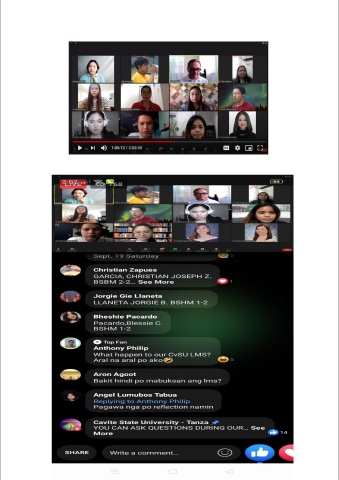 1:05:12 / 2:02:55
LIVE
Sept. 19 Saturday
Christian Zapues
GARCIA, CHRISTIAN JOSEPH Z.
BSBM 2-2... See More
1
Jorgie Gie Llaneta
LLANETA JORGIE B. BSHM 1-2
Bheshie Pacardo
Pacardo,Blessie C.
BSHM 1-2
Top Fan
Anthony Philip
What happen to our CvSU LMS?
Aral na aral po ako
Aron Agoot
Bakit hindi po mabuksan ang lms?
Angel Lumubos Tabua
Replying to Anthony Philip
Pagawa nga po reflection namin
Cavite State University - Tanza
YOU CAN ASK QUESTIONS DURING OUR... See
More
14
SHARE
Write a comment...